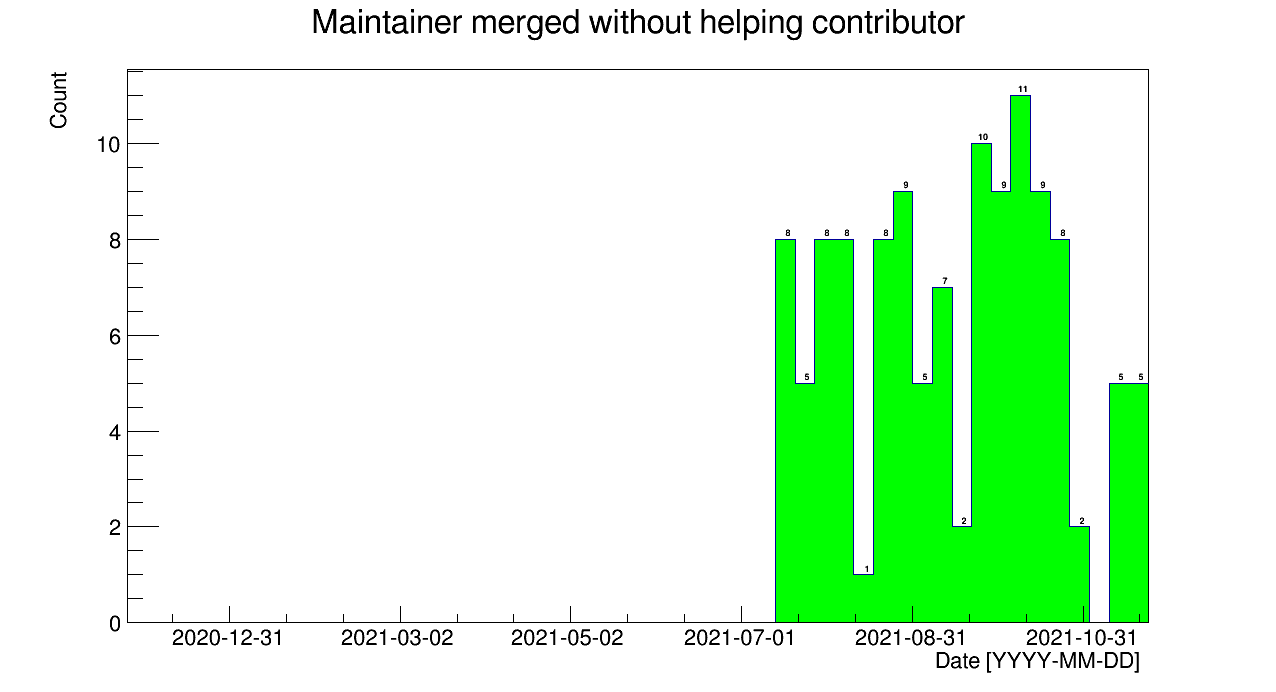 Maintainer merged without helping contributor
Count
10
8
6
4
2
0
8 5 8 8 1 8 9 5 7 2 10 9 11 9 8 2 5 5
2020-12-31 2021-03-02 2021-05-02 2021-07-01 2021-08-31 2021-10-31
Date [YYYY-MM-DD]